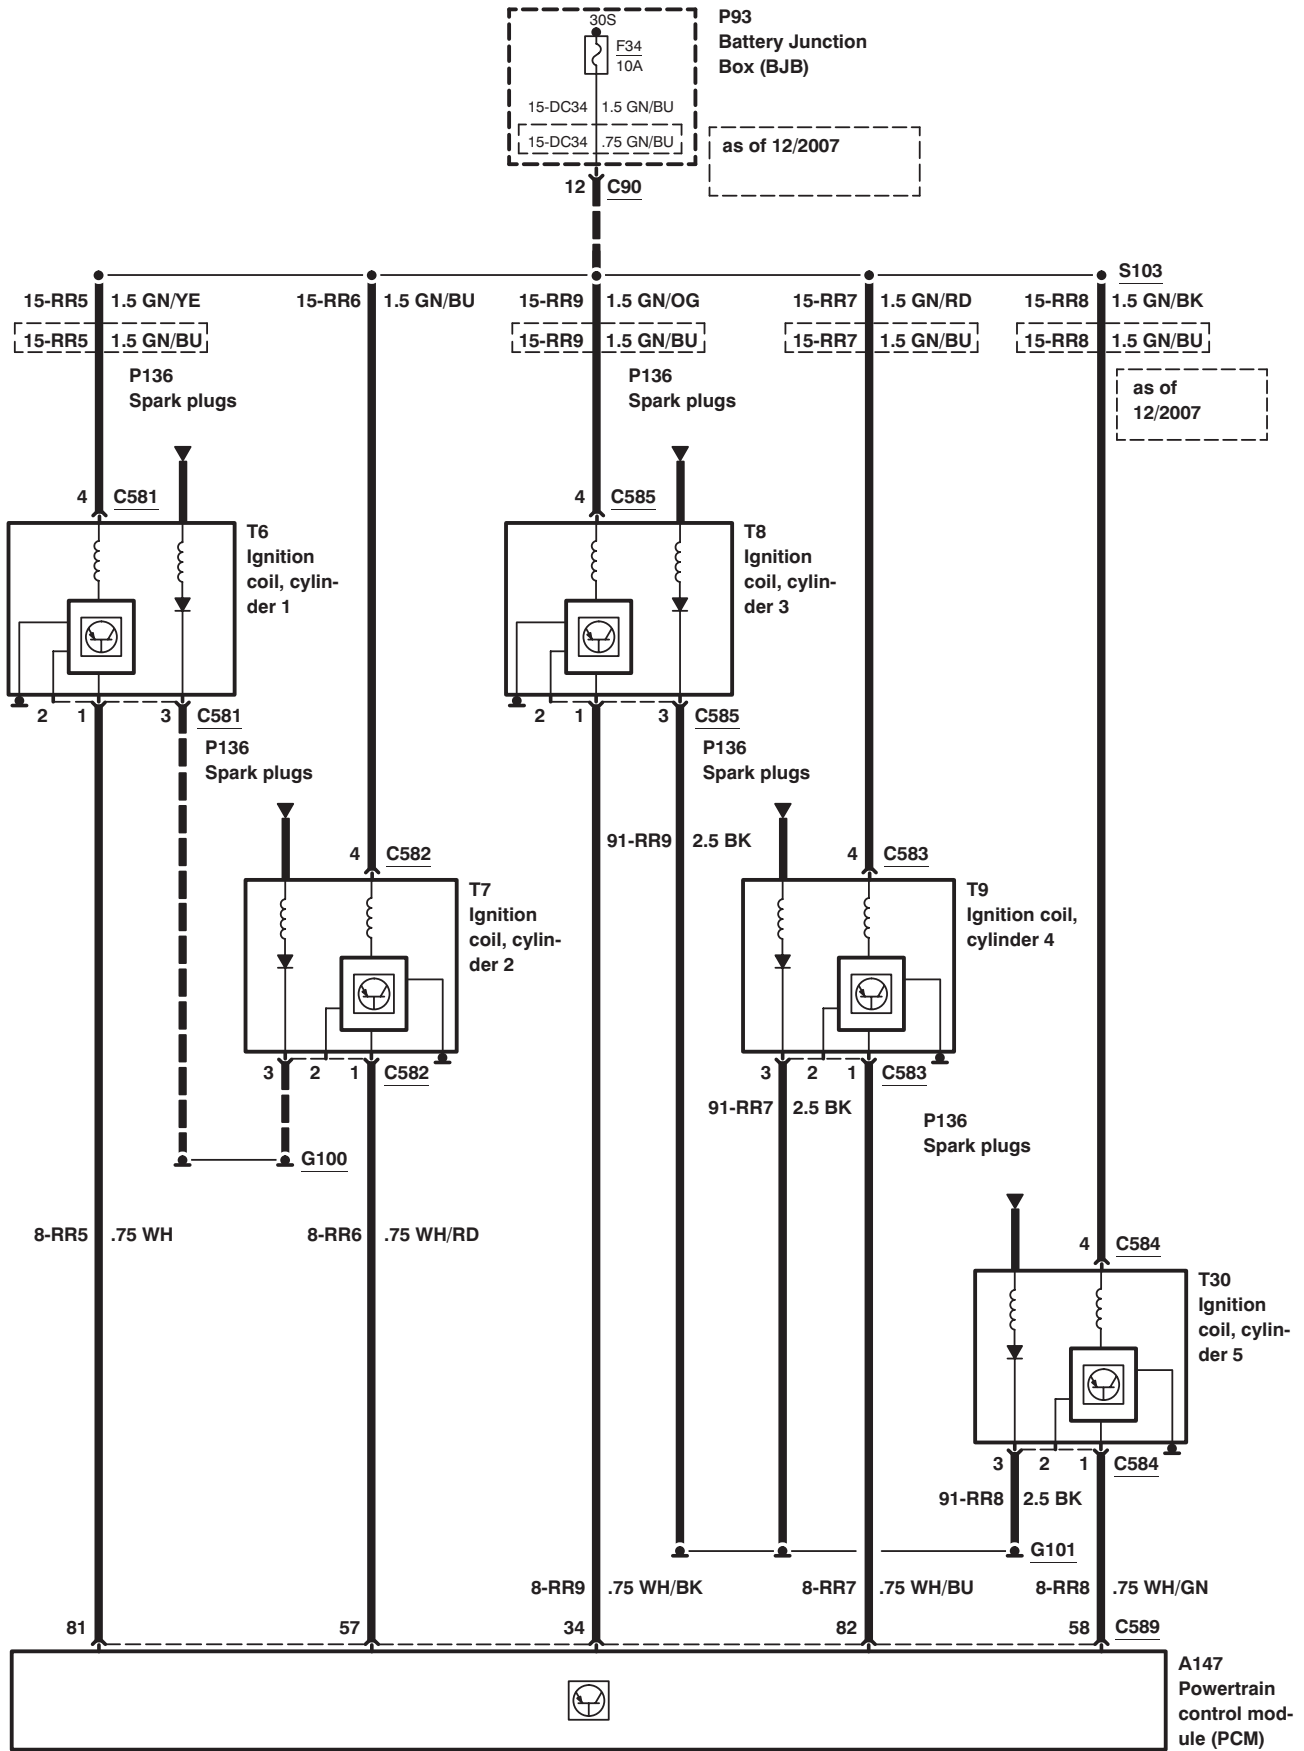 30S
F34
10A
P93
Battery Junction
Box (BJB)
15-DC34 1.5 GN/BU
15-DC34 .75 GN/BU
as of 12/2007
12 C90
S103
15-RR5 1.5 GN/YE
15-RR6 1.5 GN/BU
15-RR9 1.5 GN/OG
15-RR7 1.5 GN/RD
15-RR8 1.5 GN/BK
15-RR5 1.5 GN/BU
15-RR9 1.5 GN/BU
15-RR7 1.5 GN/BU
15-RR8 1.5 GN/BU
as of
12/2007
P136
Spark plugs
P136
Spark plugs
4 C581
4 C585
T6
Ignition
coil, cylin-
der 1
T8
Ignition
coil, cylin-
der 3
2 1 3 C581
2 1 3 C585
P136
Spark plugs
P136
Spark plugs
91-RR9 2.5 BK
4 C582
4 C583
T7
Ignition
coil, cylin-
der 2
T9
Ignition coil,
cylinder 4
3 2 1 C582
3 2 1 C583
91-RR7 2.5 BK
P136
Spark plugs
G100
8-RR5 .75 WH
8-RR6 .75 WH/RD
4 C584
T30
Ignition
coil, cylin-
der 5
3 2 1 C584
91-RR8 2.5 BK
G101
8-RR9 .75 WH/BK
8-RR7 .75 WH/BU
8-RR8 .75 WH/GN
81 57 34 82 58 C589
A147
Powertrain
control mod-
ule (PCM)